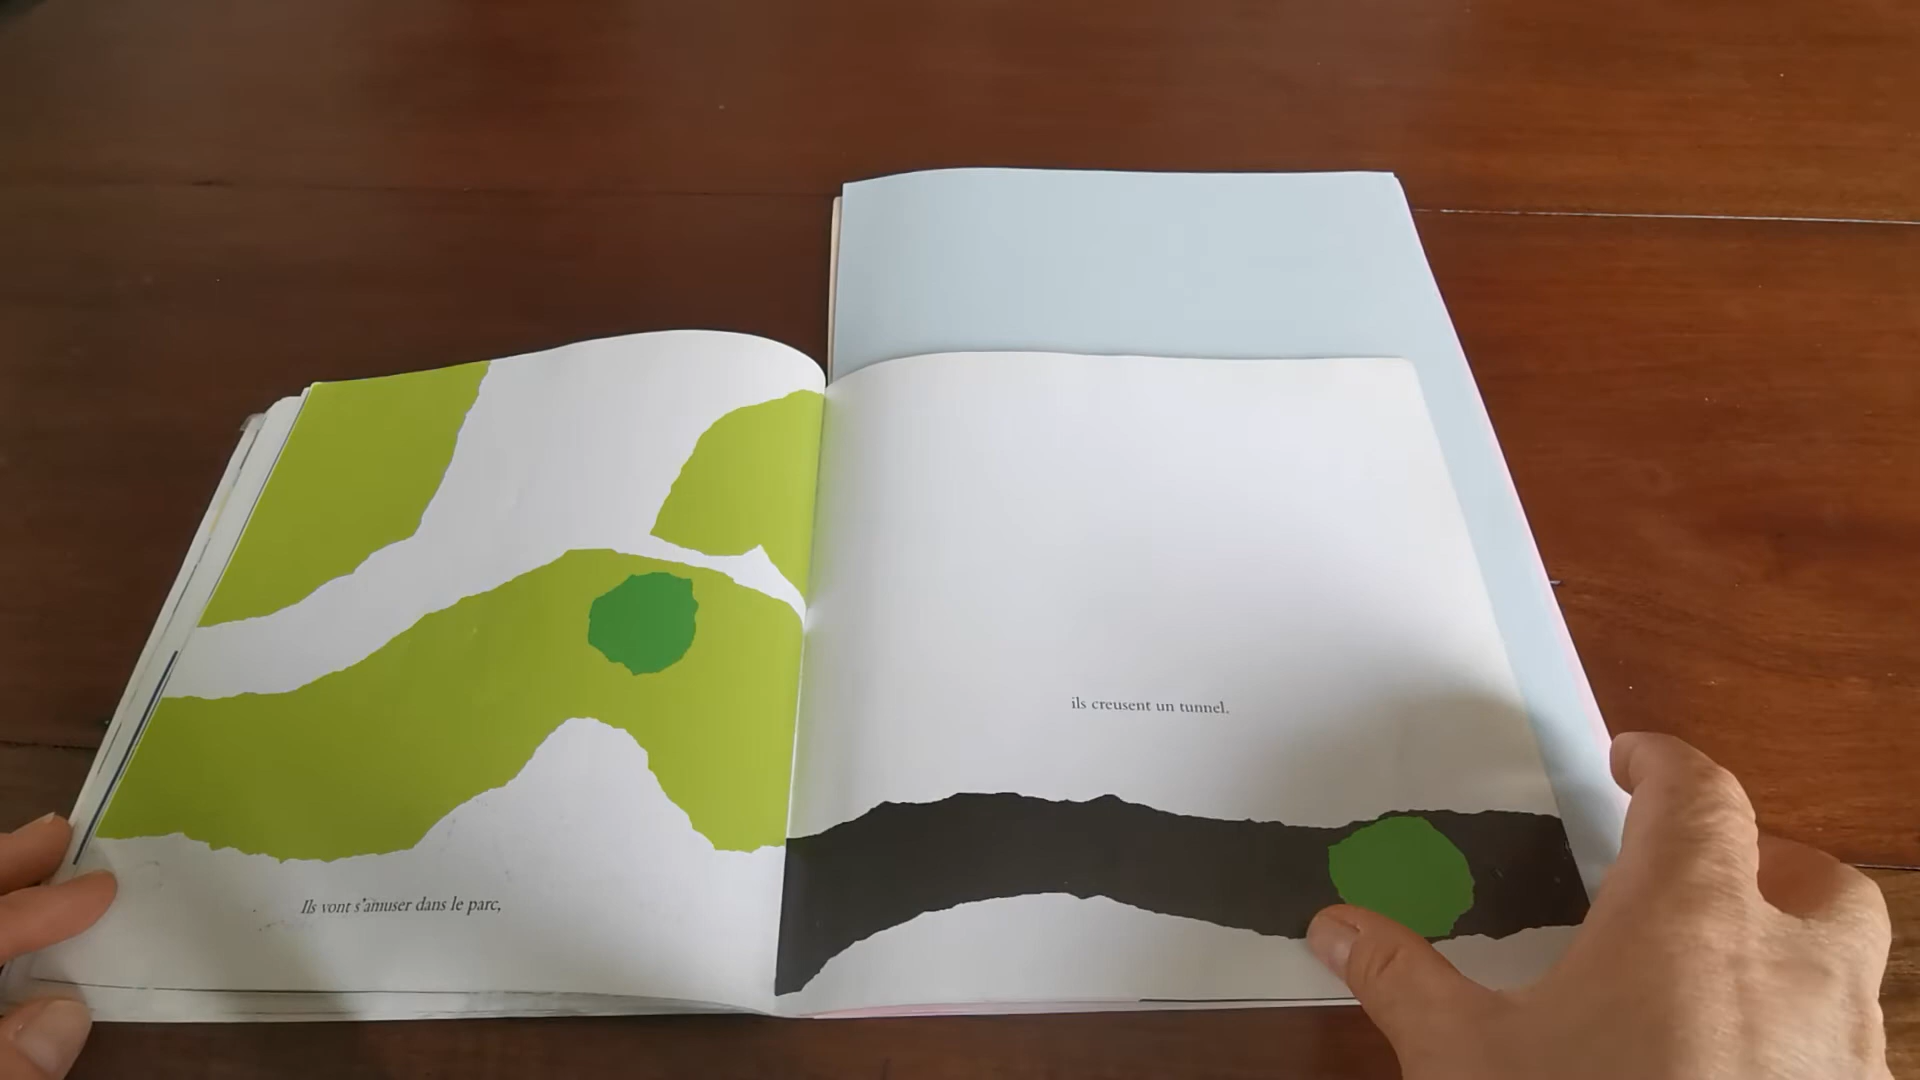 Ils vont s'amuser dans le parc,
ils creusent un tunnel.